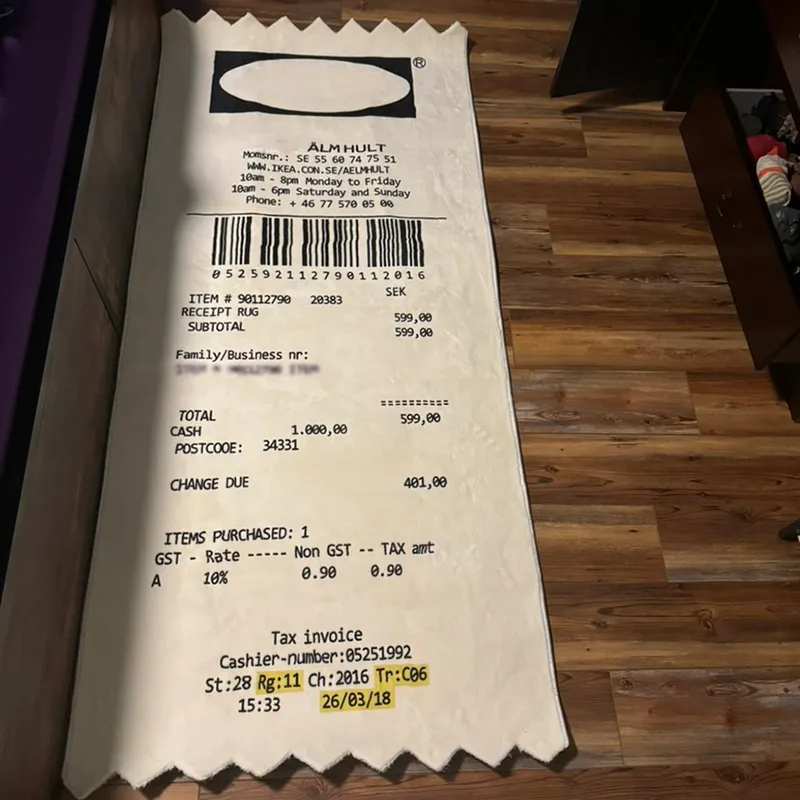 ®
ÄLMHULT
Momsnr.: SE 55 60 74 75 51
WWW.IKEA.CON.SE/AELMHULT
10am - 8pm Monday to Friday
10am - 6pm Saturday and Sunday
Phone: + 46 77 570 05 00
052592112790112016
SEK
ITEM # 90112790 20383
RECEIPT RUG 599,00
SUBTOTAL 599,00
Family/Business nr:
==========
TOTAL 599,00
CASH 1.000,00
POSTCOOE: 34331
CHANGE DUE 401,00
ITEMS PURCHASED: 1
GST - Rate ----- Non GST -- TAX amt
A 10% 0.90 0.90
Tax invoice
Cashier-number:05251992
St:28 Rg:11 Ch:2016 Tr:C06
15:33 26/03/18